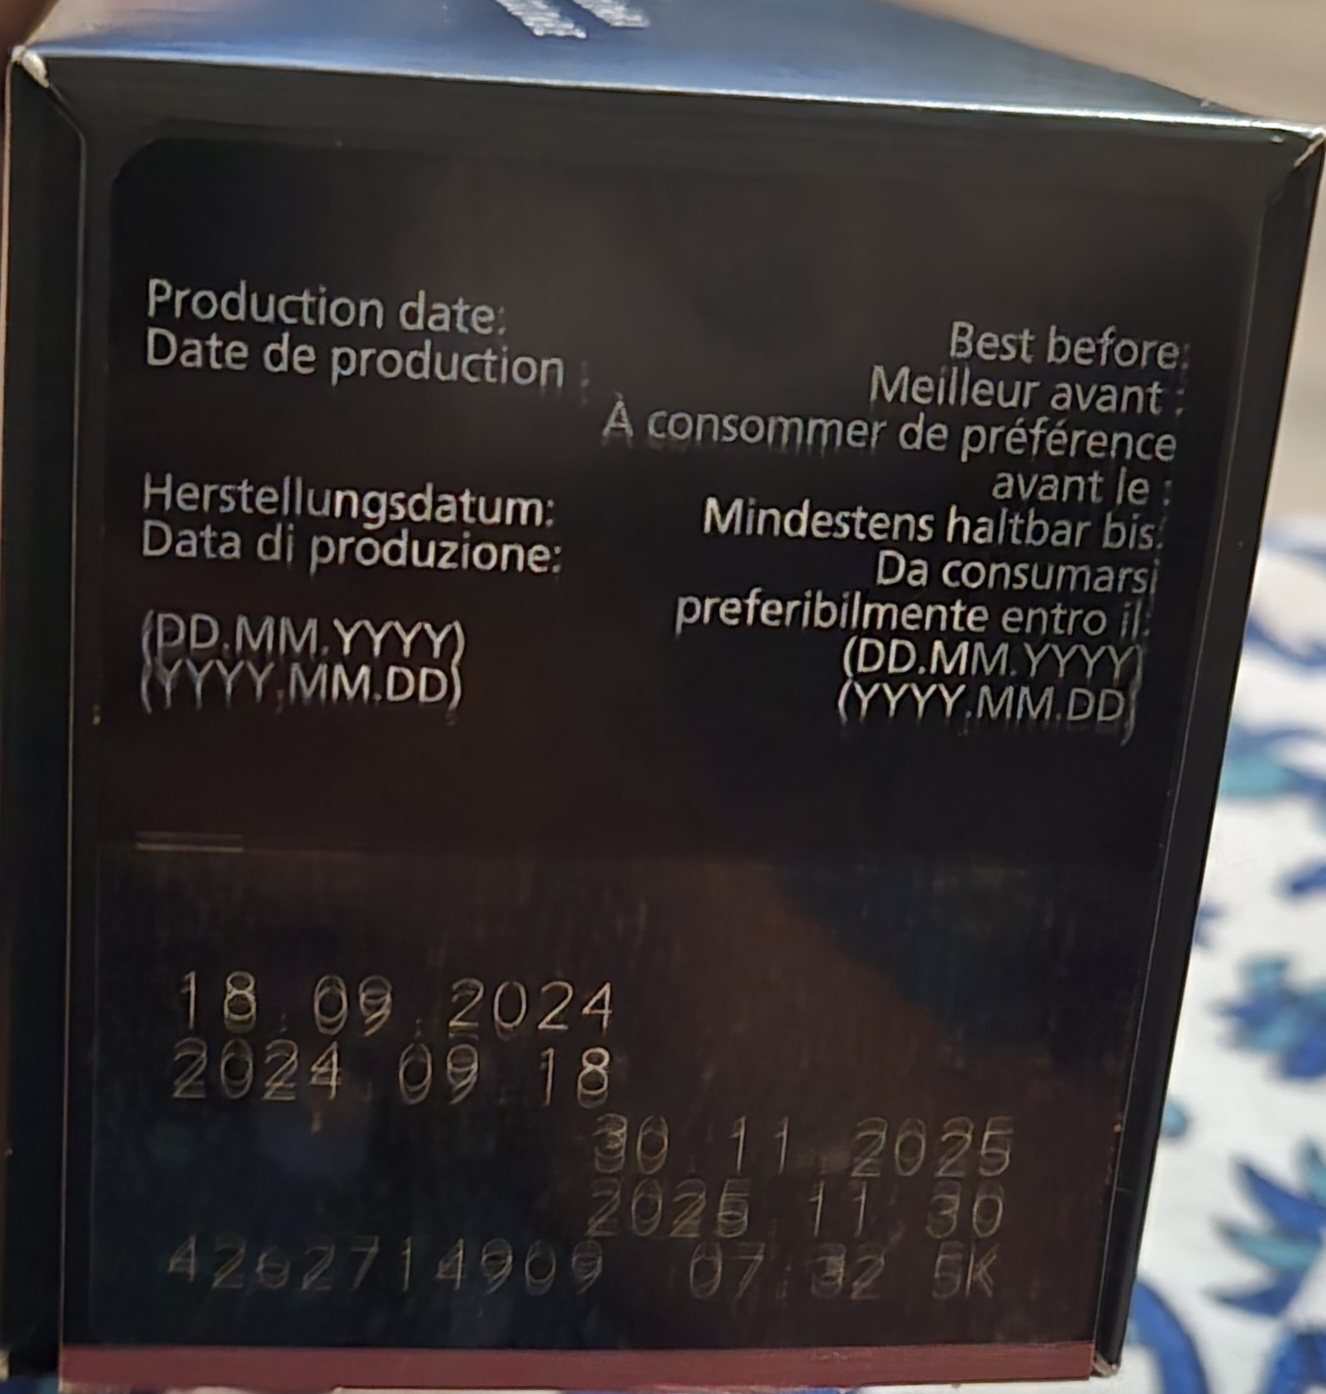 Production date:
Date de production :
Herstellungsdatum:
Data di produzione:
(DD.MM.YYYY)
(YYYY.MM.DD)
Best before:
Meilleur avant :
À consommer de préférence
avant le :
Mindestens haltbar bis:
Da consumarsi
preferibilmente entro il:
(DD.MM.YYYY)
(YYYY.MM.DD)
18.09.2024
2024.09.18
30.11.2025
2025.11.30
4262714909 07:32 5K